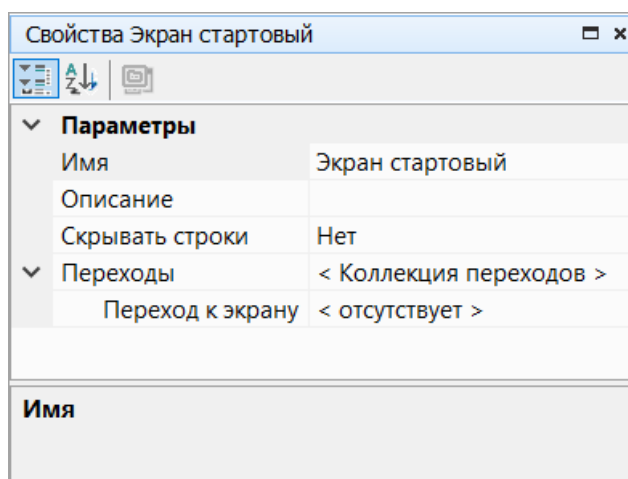 Свойства Экран стартовый
Параметры
Имя Экран стартовый
Описание
Скрывать строки Нет
Переходы < Коллекция переходов >
Переход к экрану < отсутствует >
Имя